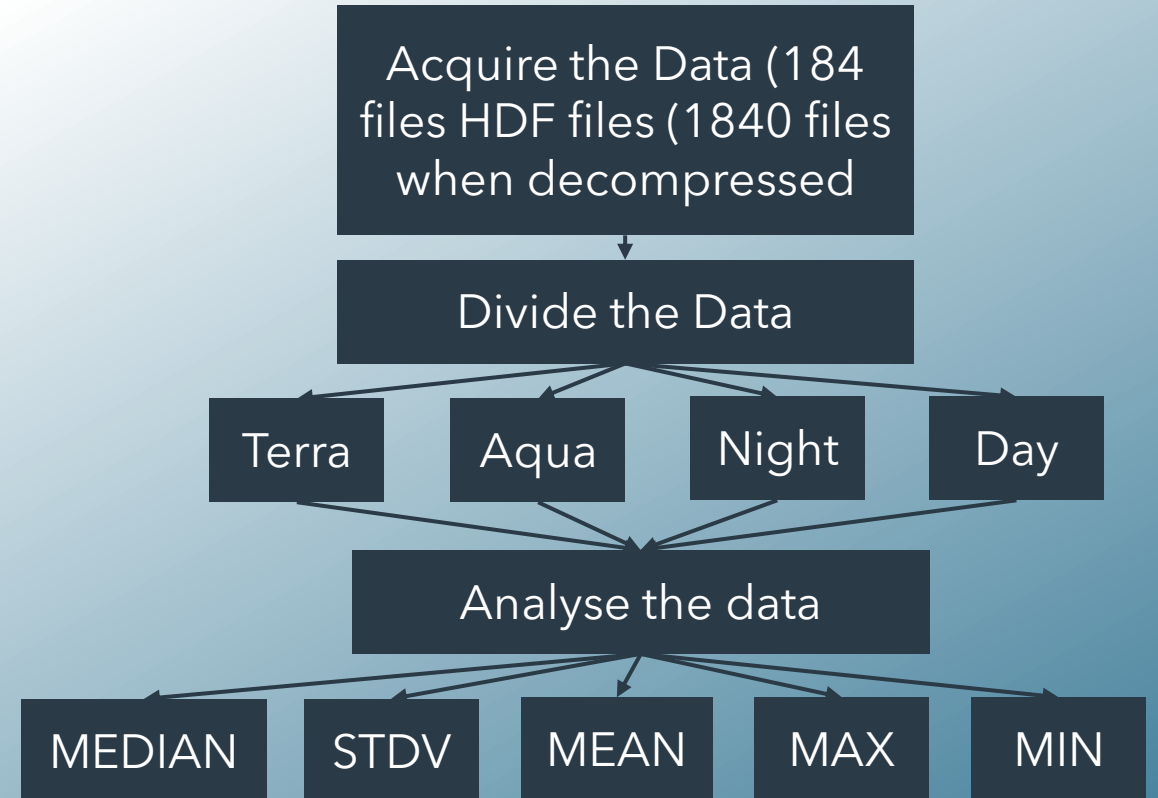 Acquire the Data (184
files HDF files (1840 files
when decompressed
Divide the Data
Terra
Aqua
Night
Day
Analyse the data
MEDIAN
STDV
MEAN
MAX
MIN